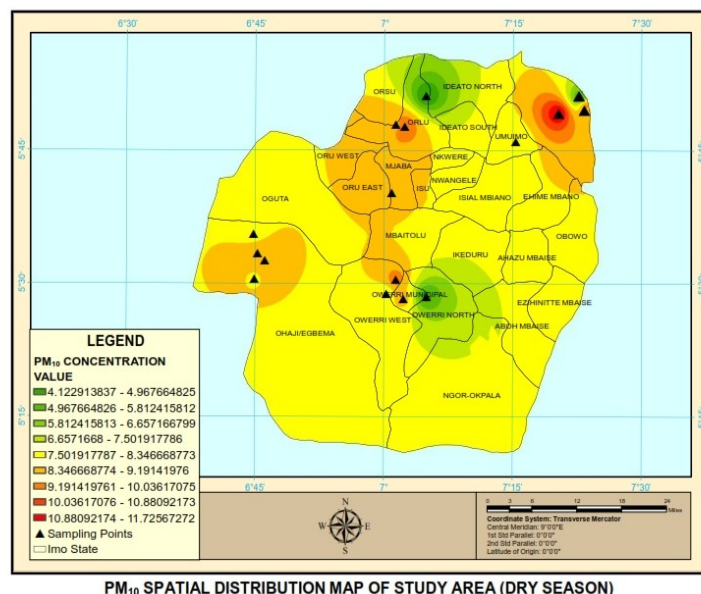 6°30'
6°45'
7°
7°15'
7°30'
5°45'
5°45'
5°30'
5°30'
5°15'
5°15'
ORSU
IDEATO NORTH
ORLU
IDEATO SOUTH
UMUIMO
ORU WEST
NKWERE
MJABA
NWANGELE
ORU EAST
ISU
ISIAL MBIANO
EHIME MBANO
OGUTA
MBAITOLU
OBOWO
IKEDURU
AHAZU MBAISE
OWERRI MUNICIPAL
EZIHINITTE MBAISE
OWERRI NORTH
OHAJI/EGBEMA
OWERRI WEST
ABOH MBAISE
NGOR-OKPALA
LEGEND
PM₁₀ CONCENTRATION
VALUE
4.122913837 - 4.967664825
4.967664826 - 5.812415812
5.812415813 - 6.657166799
6.6571668 - 7.501917786
7.501917787 - 8.346668773
8.346668774 - 9.19141976
9.191419761 - 10.03617075
10.03617076 - 10.88092173
10.88092174 - 11.72567272
Sampling Points
Imo State
6°45'
7°
7°15'
7°30'
N
W E
S
0 3 6 12 18 24
Miles
Coordinate System: Transverse Mercator
Central Meridian: 9°0'0"E
1st Std Parallel: 0°0'0"
2nd Std Parallel: 0°0'0"
Latitude of Origin: 0°0'0"
PM₁₀ SPATIAL DISTRIBUTION MAP OF STUDY AREA (DRY SEASON)